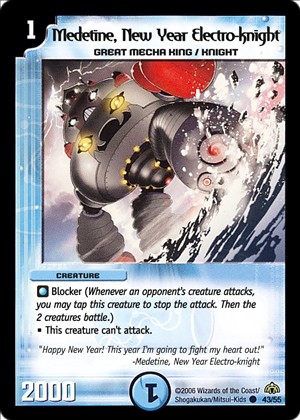 1 Medetine, New Year Electro-knight
GREAT MECHA KING / KNIGHT
CREATURE
Blocker (Whenever an opponent's creature attacks,
you may tap this creature to stop the attack. Then the
2 creatures battle.)
▪ This creature can't attack.
"Happy New Year! This year I'm going to fight my heart out!"
-Medetine, New Year Electro-knight
2000
1
©2006 Wizards of the Coast/
Shogakukan/Mitsui-Kids 43/55